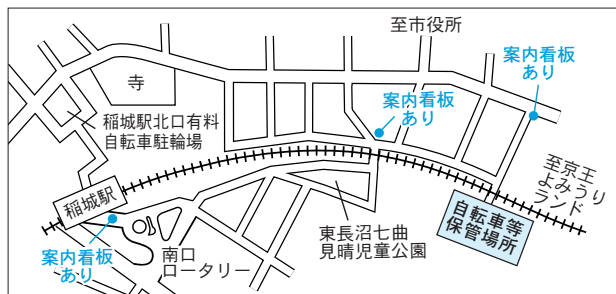 至市役所
案内看板
あり
寺
案内看板
あり
稲城駅北口有料
自転車駐輪場
至京王
よみうり
ランド
稲城駅
自転車等
保管場所
東長沼七曲
見晴児童公園
案内看板
あり
南口
ロータリー